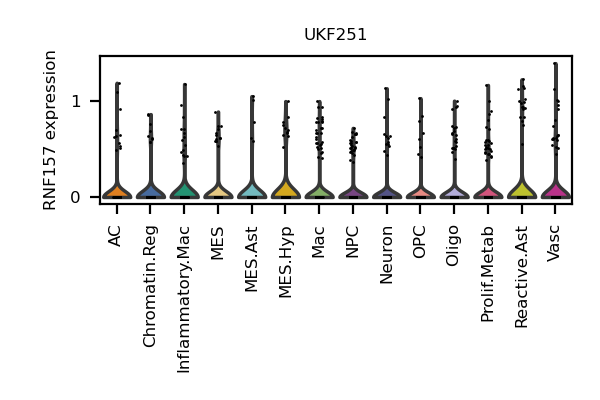 UKF251
RNF157 expression
1
0
AC
Chromatin.Reg
Inflammatory.Mac
MES
MES.Ast
MES.Hyp
Mac
NPC
Neuron
OPC
Oligo
Prolif.Metab
Reactive.Ast
Vasc